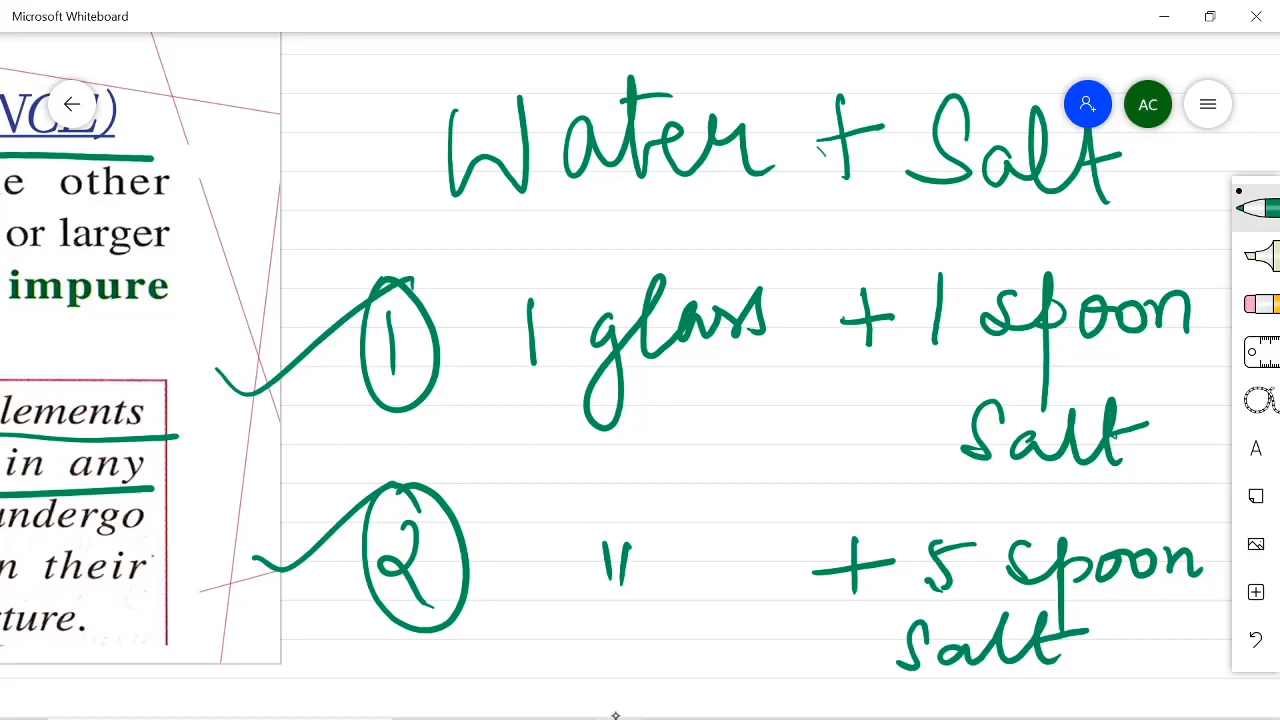 Microsoft Whiteboard
NCE)
AC
e other
or larger
impure
lements
in any
undergo
n their
ture.
Water + Salt
1 1 glass + 1 spoon
salt
2 " + 5 spoon
salt
A